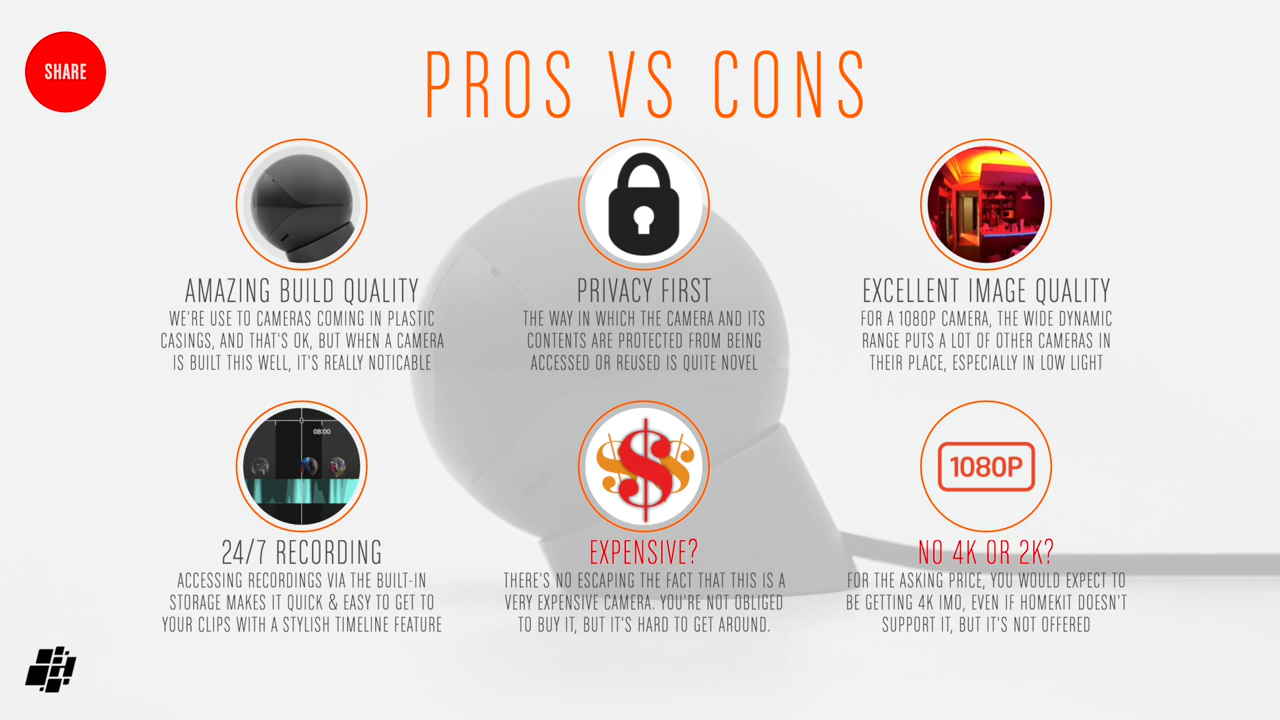 SHARE
PROS VS CONS
AMAZING BUILD QUALITY
WE'RE USE TO CAMERAS COMING IN PLASTIC
CASINGS, AND THAT'S OK, BUT WHEN A CAMERA
IS BUILT THIS WELL, IT'S REALLY NOTICABLE
PRIVACY FIRST
THE WAY IN WHICH THE CAMERA AND ITS
CONTENTS ARE PROTECTED FROM BEING
ACCESSED OR REUSED IS QUITE NOVEL
EXCELLENT IMAGE QUALITY
FOR A 1080P CAMERA, THE WIDE DYNAMIC
RANGE PUTS A LOT OF OTHER CAMERAS IN
THEIR PLACE, ESPECIALLY IN LOW LIGHT
08:00
24/7 RECORDING
ACCESSING RECORDINGS VIA THE BUILT-IN
STORAGE MAKES IT QUICK & EASY TO GET TO
YOUR CLIPS WITH A STYLISH TIMELINE FEATURE
$ $ $
EXPENSIVE?
THERE'S NO ESCAPING THE FACT THAT THIS IS A
VERY EXPENSIVE CAMERA. YOU'RE NOT OBLIGED
TO BUY IT, BUT IT'S HARD TO GET AROUND.
1080P
NO 4K OR 2K?
FOR THE ASKING PRICE, YOU WOULD EXPECT TO
BE GETTING 4K IMO, EVEN IF HOMEKIT DOESN'T
SUPPORT IT, BUT IT'S NOT OFFERED